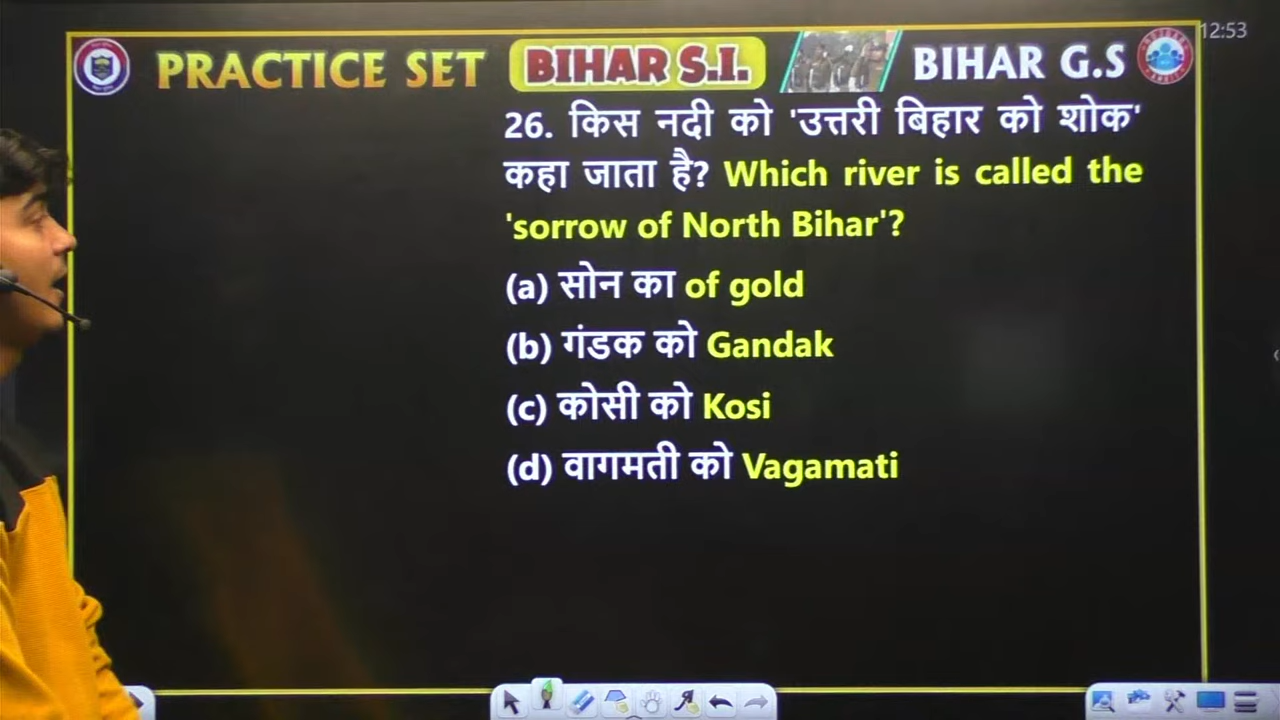 12:53
PRACTICE SET BIHAR S.I. BIHAR G.S
26. किस नदी को 'उत्तरी बिहार को शोक'
कहा जाता है? Which river is called the
'sorrow of North Bihar'?
(a) सोन का of gold
(b) गंडक को Gandak
(c) कोसी को Kosi
(d) वागमती को Vagamati